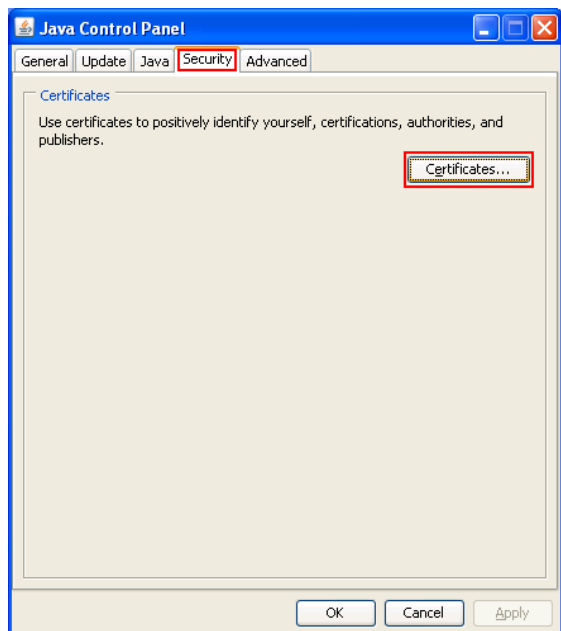 Java Control Panel
General Update Java Security Advanced
Certificates
Use certificates to positively identify yourself, certifications, authorities, and
publishers.
Certificates...
OK Cancel Apply